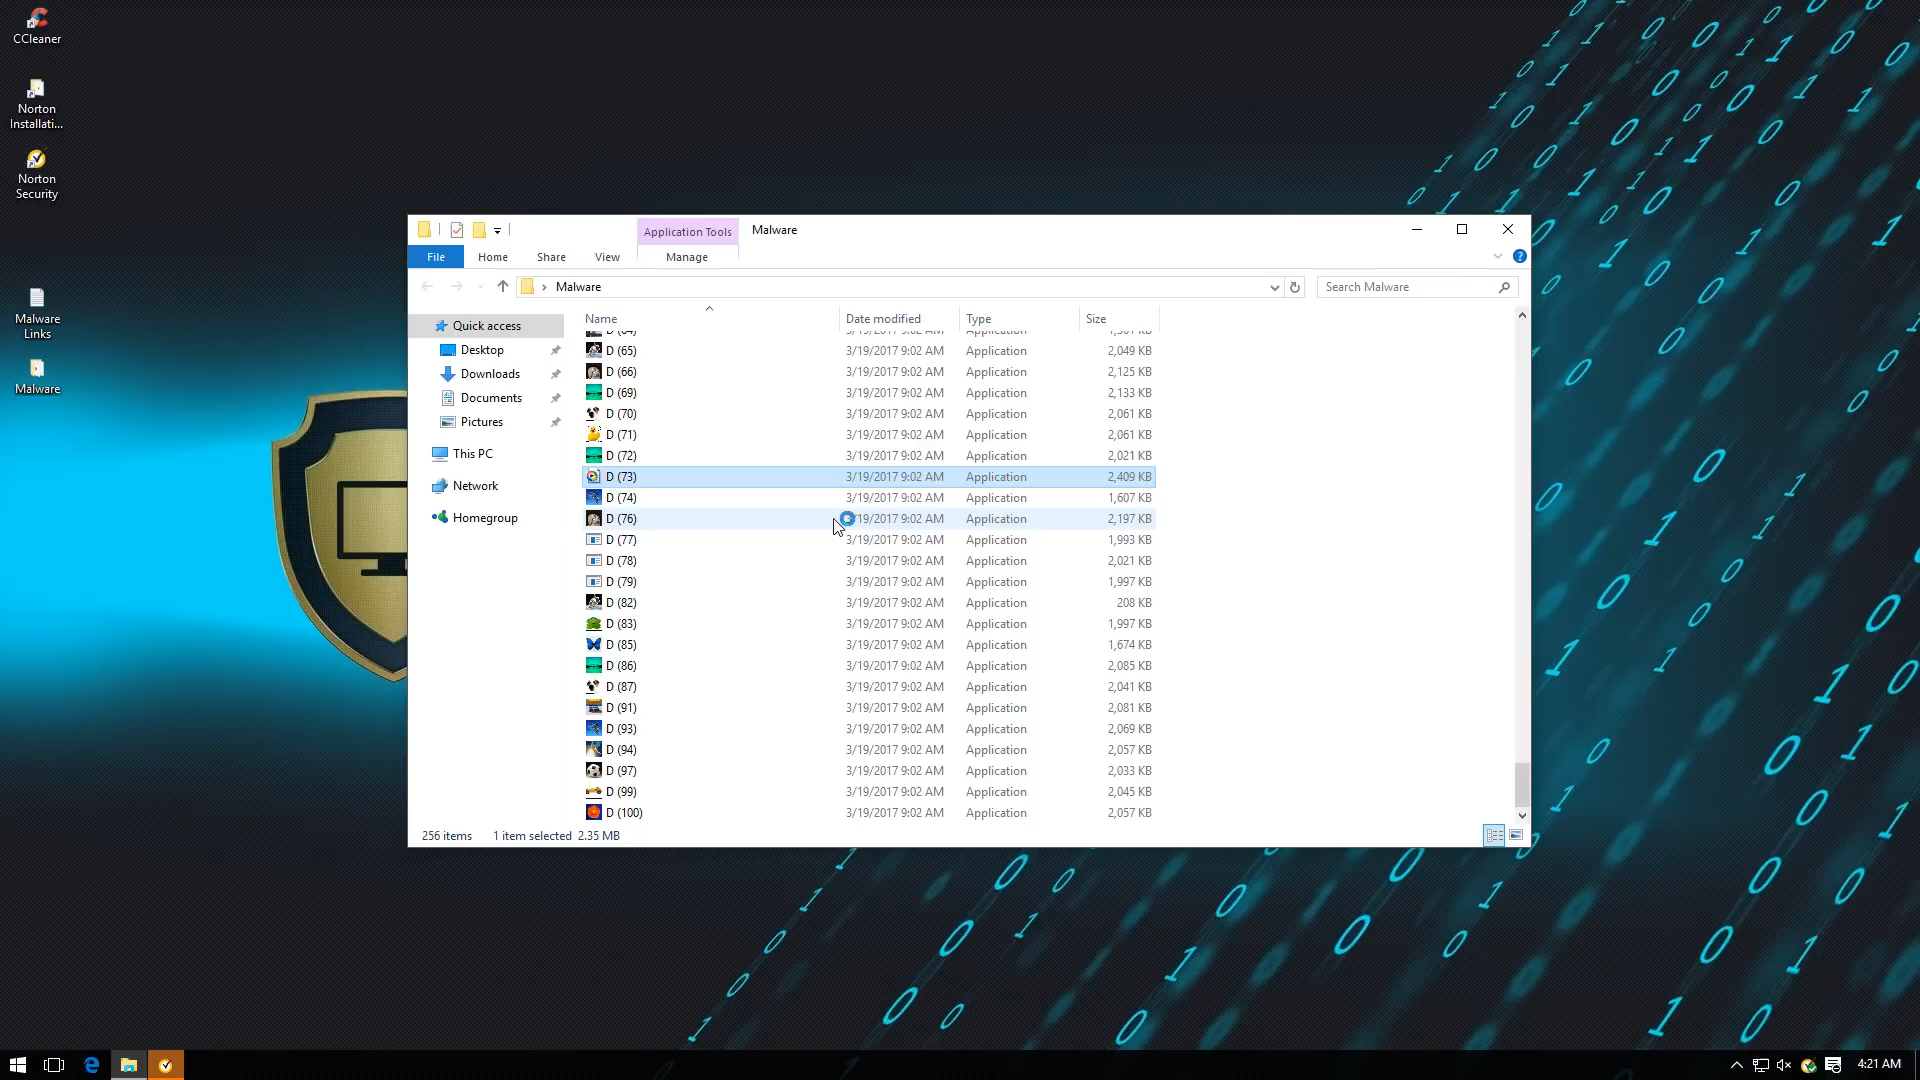 CCleaner
Norton
Installati...
Norton
Security
Malware
Links
Malware
Application Tools
Malware
File
Home
Share
View
Manage
Malware
Search Malware
Quick access
Desktop
Downloads
Documents
Pictures
This PC
Network
Homegroup
Name
Date modified
Type
Size
D (65) 3/19/2017 9:02 AM Application 2,049 KB
D (66) 3/19/2017 9:02 AM Application 2,125 KB
D (69) 3/19/2017 9:02 AM Application 2,133 KB
D (70) 3/19/2017 9:02 AM Application 2,061 KB
D (71) 3/19/2017 9:02 AM Application 2,061 KB
D (72) 3/19/2017 9:02 AM Application 2,021 KB
D (73) 3/19/2017 9:02 AM Application 2,409 KB
D (74) 3/19/2017 9:02 AM Application 1,607 KB
D (76) /19/2017 9:02 AM Application 2,197 KB
D (77) 3/19/2017 9:02 AM Application 1,993 KB
D (78) 3/19/2017 9:02 AM Application 2,021 KB
D (79) 3/19/2017 9:02 AM Application 1,997 KB
D (82) 3/19/2017 9:02 AM Application 208 KB
D (83) 3/19/2017 9:02 AM Application 1,997 KB
D (85) 3/19/2017 9:02 AM Application 1,674 KB
D (86) 3/19/2017 9:02 AM Application 2,085 KB
D (87) 3/19/2017 9:02 AM Application 2,041 KB
D (91) 3/19/2017 9:02 AM Application 2,081 KB
D (93) 3/19/2017 9:02 AM Application 2,069 KB
D (94) 3/19/2017 9:02 AM Application 2,057 KB
D (97) 3/19/2017 9:02 AM Application 2,033 KB
D (99) 3/19/2017 9:02 AM Application 2,045 KB
D (100) 3/19/2017 9:02 AM Application 2,057 KB
256 items 1 item selected 2.35 MB
4:21 AM